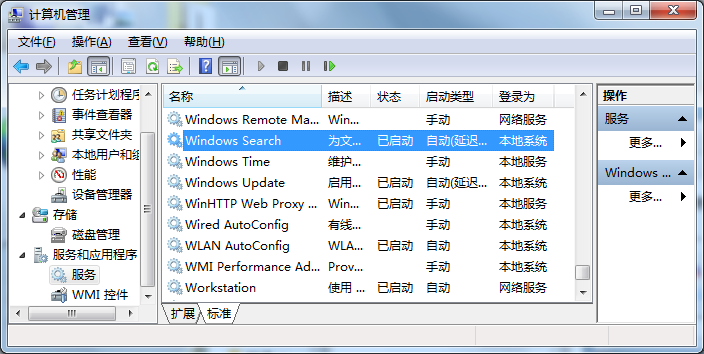 计算机管理
文件(F) 操作(A) 查看(V) 帮助(H)
任务计划程序
事件查看器
共享文件夹
本地用户和组
性能
设备管理器
存储
磁盘管理
服务和应用程序
服务
WMI 控件
名称 描述 状态 启动类型 登录为
Windows Remote Ma... Win... 手动 网络服务
Windows Search 为文... 已启动 自动(延迟... 本地系统
Windows Time 维护... 手动 本地服务
Windows Update 启用... 已启动 自动(延迟... 本地系统
WinHTTP Web Proxy ... Win... 已启动 手动 本地服务
Wired AutoConfig 有线... 手动 本地系统
WLAN AutoConfig WLA... 已启动 自动 本地系统
WMI Performance Ad... Prov... 手动 本地系统
Workstation 使用 ... 已启动 自动 网络服务
扩展 标准
操作
服务
更多...
Windows ...
更多...